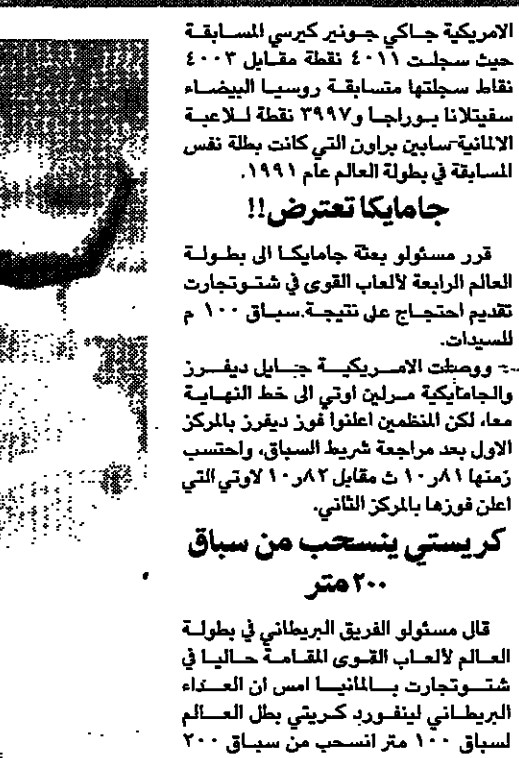 الامريكية جاكي جونير كيرسي المسابقة
حيث سجلت ٤٠١١ نقطة مقابل ٤٠٠٣
نقاط سجلتها متسابقة روسيا البيضاء
سفيتلانا بوراجا و٣٩٩٧ نقطة للاعبة
الالمانية سابين براون التي كانت بطلة نفس
المسابقة في بطولة العالم عام ١٩٩١.
جامايكا تعترض!!
قرر مسئولو بعثة جامايكا الى بطولة
العالم الرابعة لألعاب القوى في شتوتجارت
تقديم احتجاج على نتيجة سباق ١٠٠ م
للسيدات.
ووصلت الامريكية جايل ديفرز
والجامايكية مرلين اوتي الى خط النهاية
معا، لكن المنظمين اعلنوا فوز ديفرز بالمركز
الاول بعد مراجعة شريط السباق، واحتسب
زمنها ٨١ر١٠ ث مقابل ٨٢ر١٠ لاوتي التي
اعلن فوزها بالمركز الثاني.
كريستي ينسحب من سباق
٢٠٠ متر
قال مسئولو الفريق البريطاني في بطولة
العالم لألعاب القوى المقامة حاليا في
شتوتجارت بالمانيا امس ان العداء
البريطاني لينفورد كريتي بطل العالم
لسباق ١٠٠ متر انسحب من سباق ٢٠٠